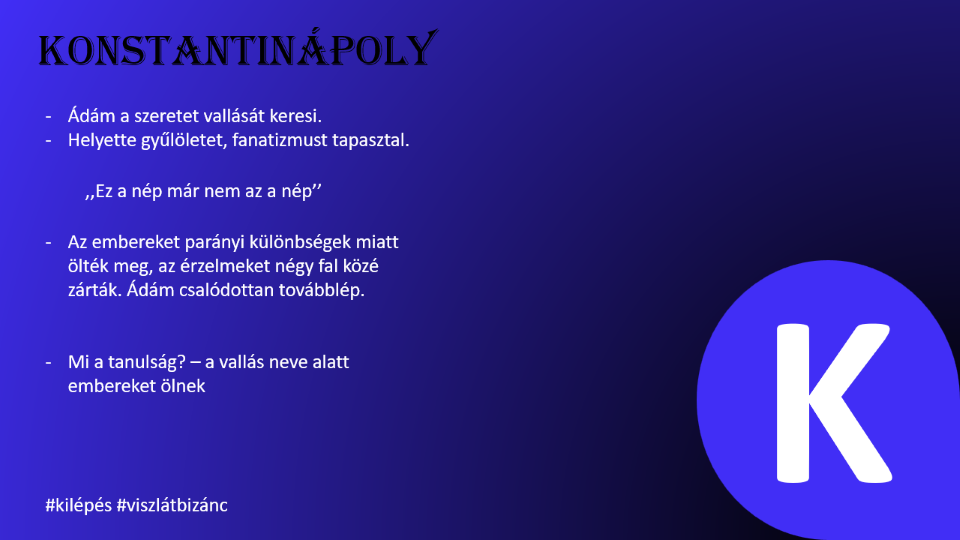 KONSTANTINÁPOLY
- Ádám a szeretet vallását keresi.
- Helyette gyűlöletet, fanatizmust tapasztal.
,,Ez a nép már nem az a nép’’
- Az embereket parányi különbségek miatt
ölték meg, az érzelmeket négy fal közé
zárták. Ádám csalódottan továbblép.
- Mi a tanulság? – a vallás neve alatt
embereket ölnek
K
#kilépés #viszlátbizánc